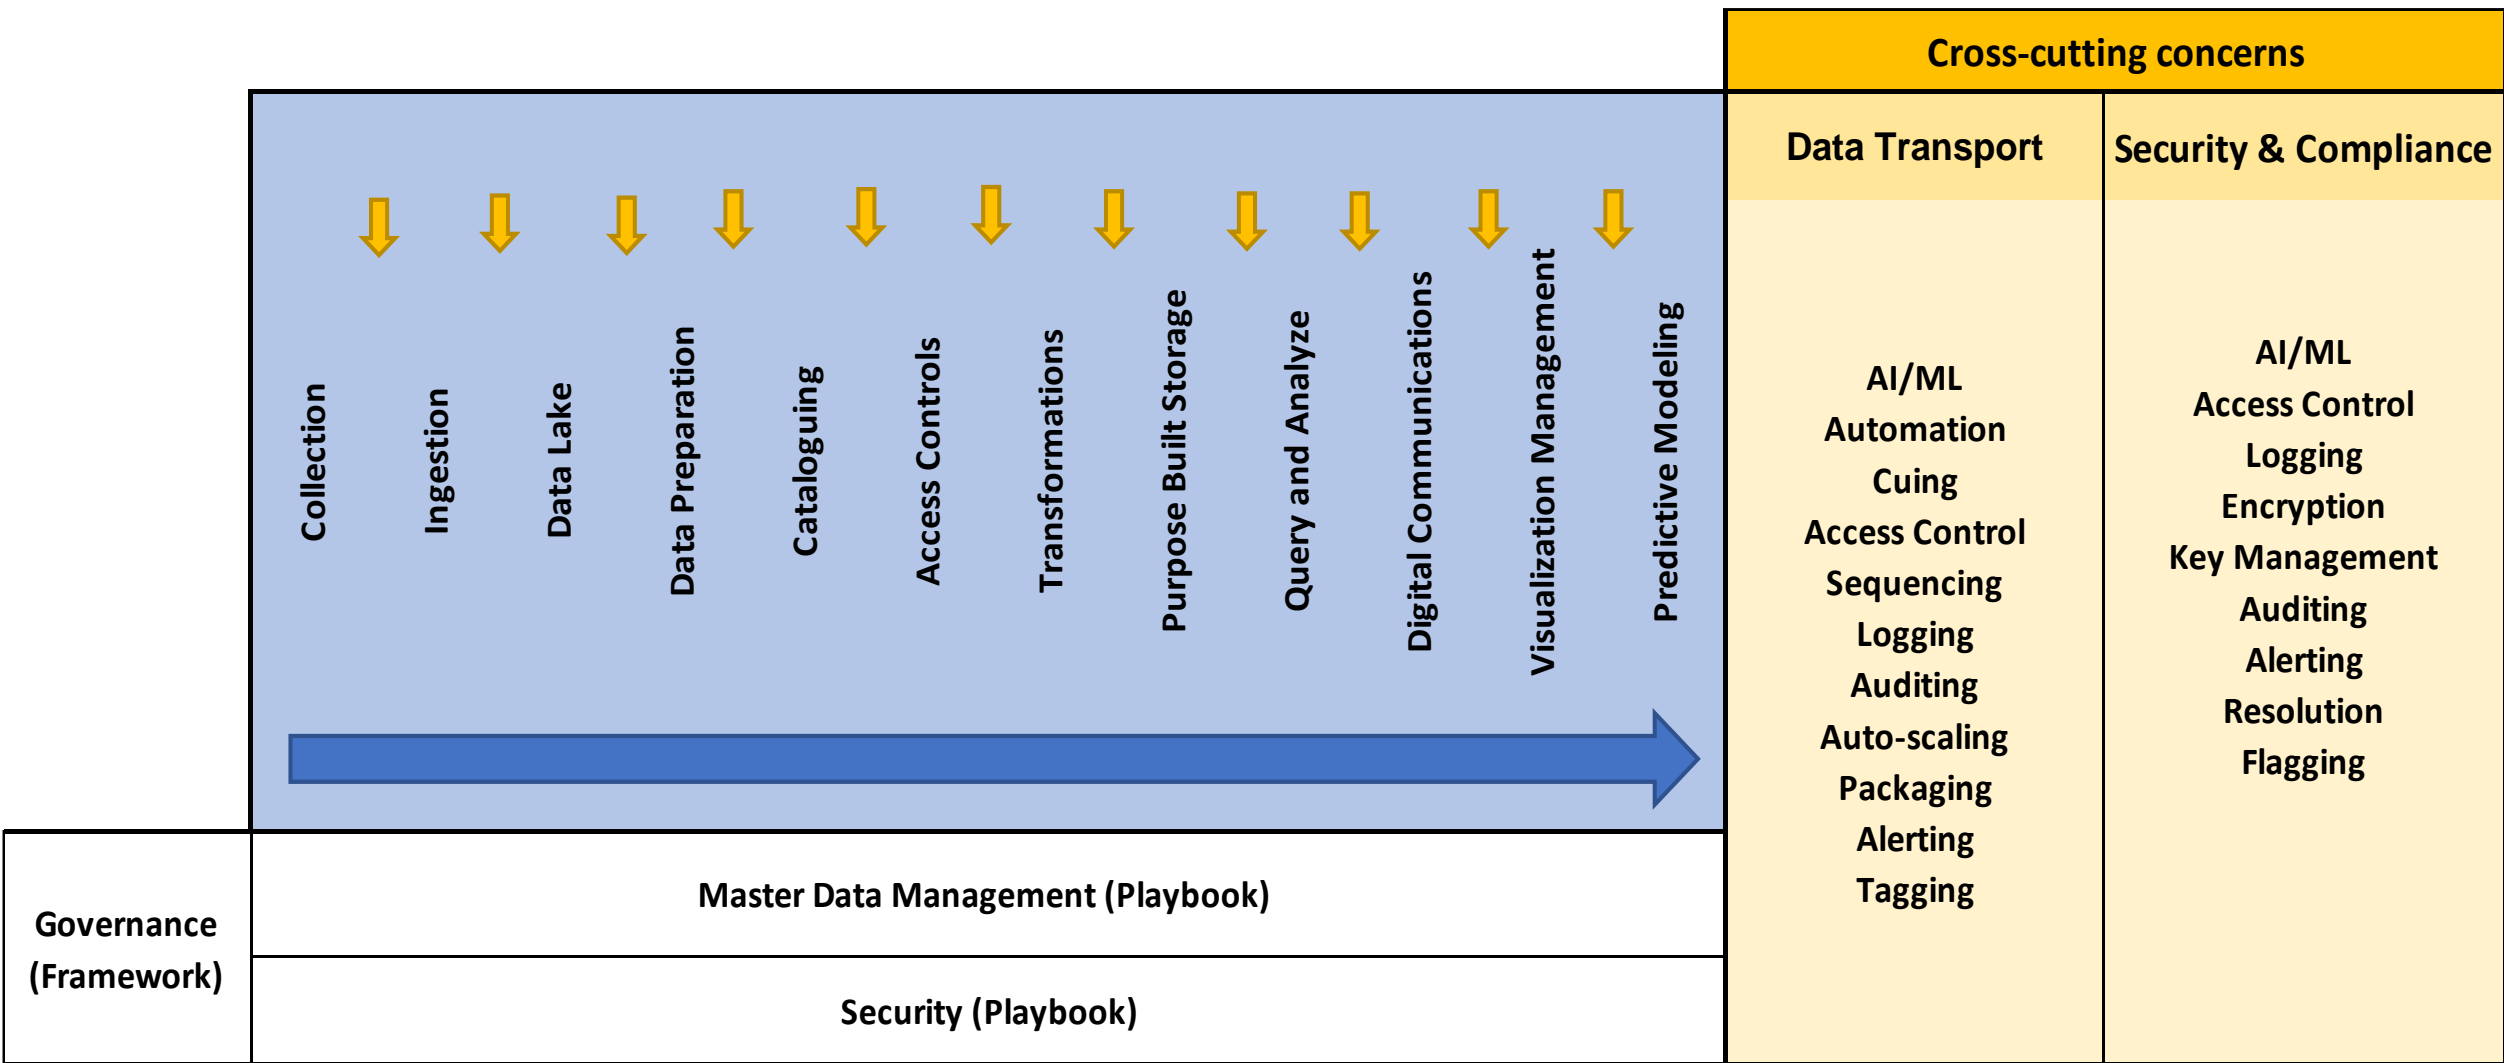 Cross-cutting concerns
Data Transport
Security & Compliance
Collection
Ingestion
Data Lake
Data Preparation
Cataloguing
Access Controls
Transformations
Purpose Built Storage
Query and Analyze
Digital Communications
Visualization Management
Predictive Modeling
AI/ML
Automation
Cuing
Access Control
Sequencing
Logging
Auditing
Auto-scaling
Packaging
Alerting
Tagging
AI/ML
Access Control
Logging
Encryption
Key Management
Auditing
Alerting
Resolution
Flagging
Governance
(Framework)
Master Data Management (Playbook)
Security (Playbook)